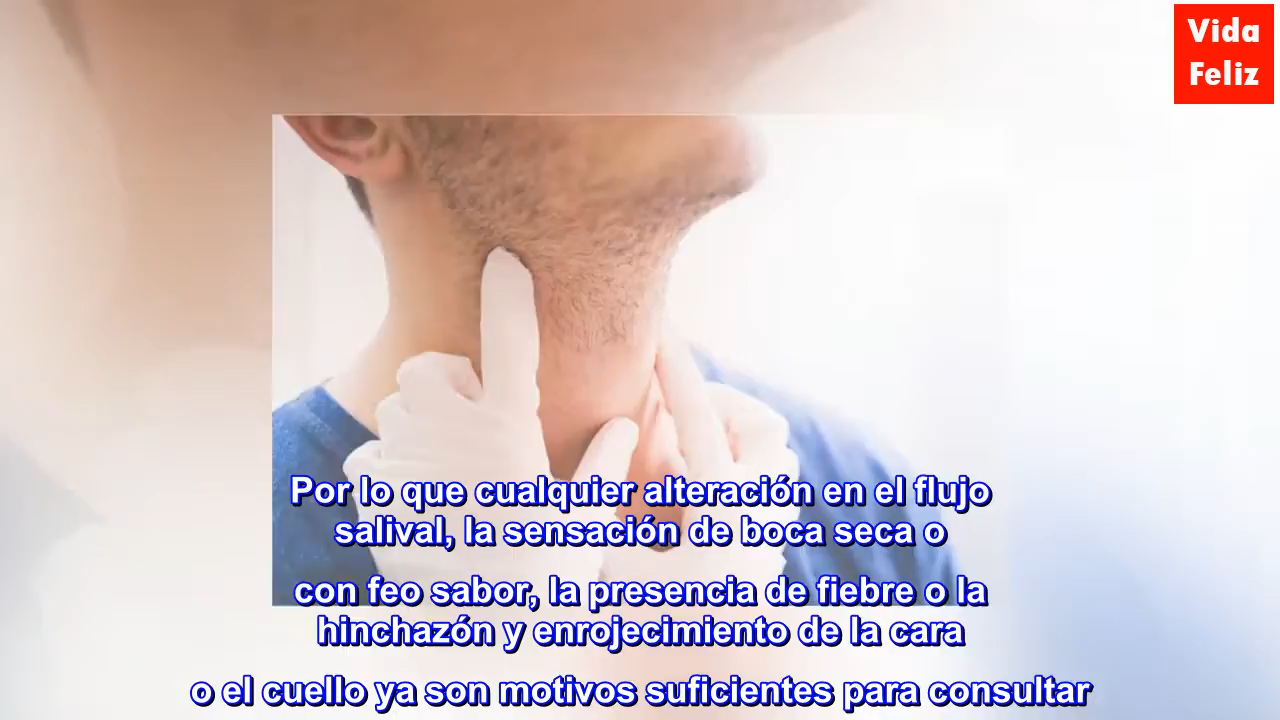 Vida
Feliz
Por lo que cualquier alteración en el flujo
salival, la sensación de boca seca o
con feo sabor, la presencia de fiebre o la
hinchazón y enrojecimiento de la cara
o el cuello ya son motivos suficientes para consultar